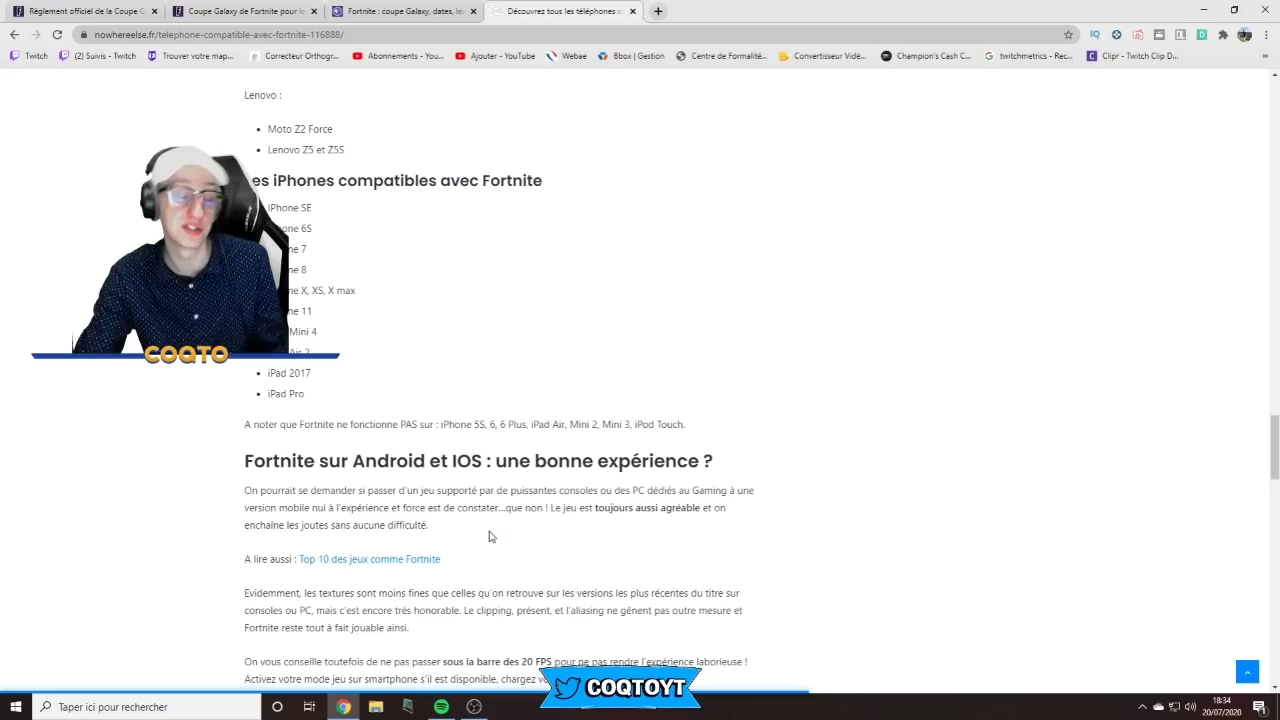 Règlement officiel de la Coupe G
Coupe Galaxy de Fortnite pour le
Fortnite : coupe Galaxy, dates, les
Découvrez tous les téléphones c
nowhereelse.fr/telephone-compatible-avec-fortnite-116888/
Twitch
(2) Suivis - Twitch
Trouver votre map...
Correcteur Orthogr...
Abonnements - You...
Ajouter - YouTube
Webae
Bbox | Gestion
Centre de Formalité...
Convertisseur Vidé...
Champion's Cash C...
twitchmetrics - Rec...
Clipr - Twitch Clip D...
Lenovo :
Moto Z2 Force
Lenovo Z5 et Z5S
es iPhones compatibles avec Fortnite
iPhone SE
one 6S
ne 7
ne 8
ne X, XS, X max
ne 11
Mini 4
Air 2
iPad 2017
iPad Pro
COQTO
A noter que Fortnite ne fonctionne PAS sur : iPhone 5S, 6, 6 Plus, iPad Air, Mini 2, Mini 3, iPod Touch.
Fortnite sur Android et IOS : une bonne expérience ?
On pourrait se demander si passer d'un jeu supporté par de puissantes consoles ou des PC dédiés au Gaming à une
version mobile nui à l'expérience et force est de constater...que non ! Le jeu est toujours aussi agréable et on
enchaîne les joutes sans aucune difficulté.
A lire aussi : Top 10 des jeux comme Fortnite
Evidemment, les textures sont moins fines que celles qu'on retrouve sur les versions les plus récentes du titre sur
consoles ou PC, mais c'est encore très honorable. Le clipping, présent, et l'aliasing ne gênent pas outre mesure et
Fortnite reste tout à fait jouable ainsi.
On vous conseille toutefois de ne pas passer sous la barre des 20 FPS pour ne pas rendre l'expérience laborieuse !
Activez votre mode jeu sur smartphone s'il est disponible, chargez
COQTOYT
Taper ici pour rechercher
18:34
20/07/2020